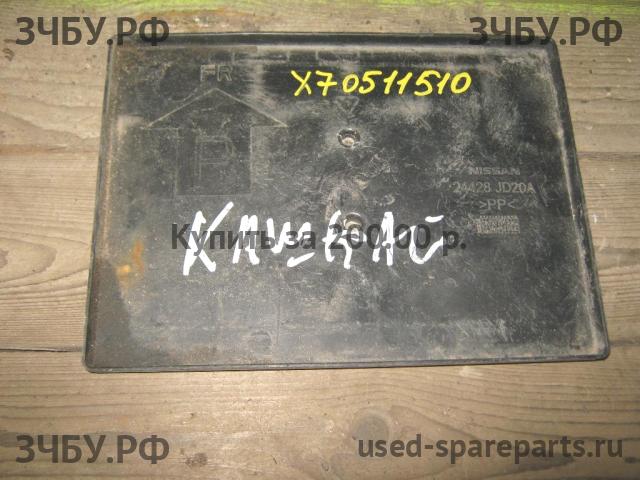 ЗЧБУ.РФ ЗЧБУ.РФ
FR
X70511510
P
NISSAN
24428 JD20A
>PP<
Купить за 200.00 р.
ЗЧБУ.РФ used-spareparts.ru